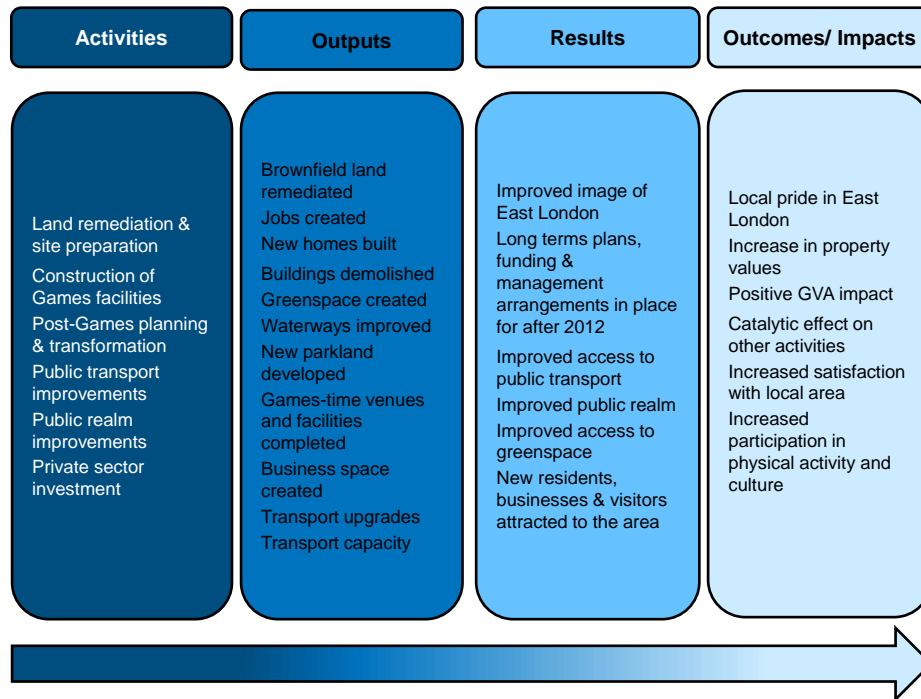 Activities
Outputs
Results
Outcomes/ Impacts
Land remediation &
site preparation
Construction of
Games facilities
Post-Games planning
& transformation
Public transport
improvements
Public realm
improvements
Private sector
investment
Brownfield land
remediated
Jobs created
New homes built
Buildings demolished
Greenspace created
Waterways improved
New parkland
developed
Games-time venues
and facilities
completed
Business space
created
Transport upgrades
Transport capacity
Improved image of
East London
Long terms plans,
funding &
management
arrangements in place
for after 2012
Improved access to
public transport
Improved public realm
Improved access to
greenspace
New residents,
businesses & visitors
attracted to the area
Local pride in East
London
Increase in property
values
Positive GVA impact
Catalytic effect on
other activities
Increased satisfaction
with local area
Increased
participation in
physical activity and
culture